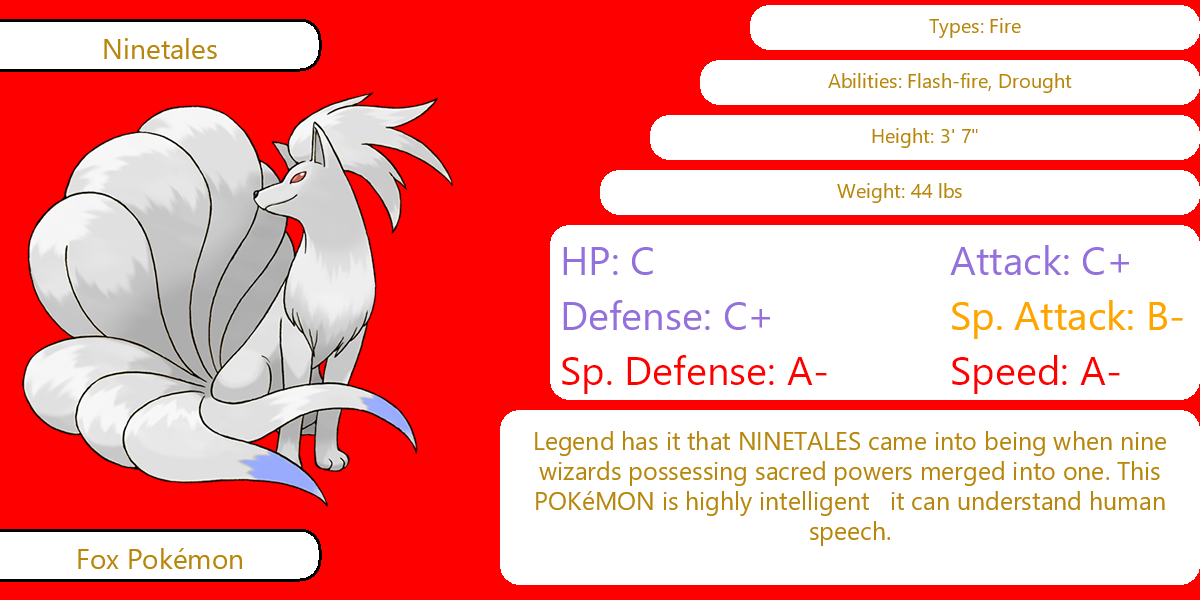 Ninetales
Types: Fire
Abilities: Flash-fire, Drought
Height: 3' 7"
Weight: 44 lbs
HP: C
Attack: C+
Defense: C+
Sp. Attack: B-
Sp. Defense: A-
Speed: A-
Legend has it that NINETALES came into being when nine
wizards possessing sacred powers merged into one. This
POKéMON is highly intelligent   it can understand human
speech.
Fox Pokémon